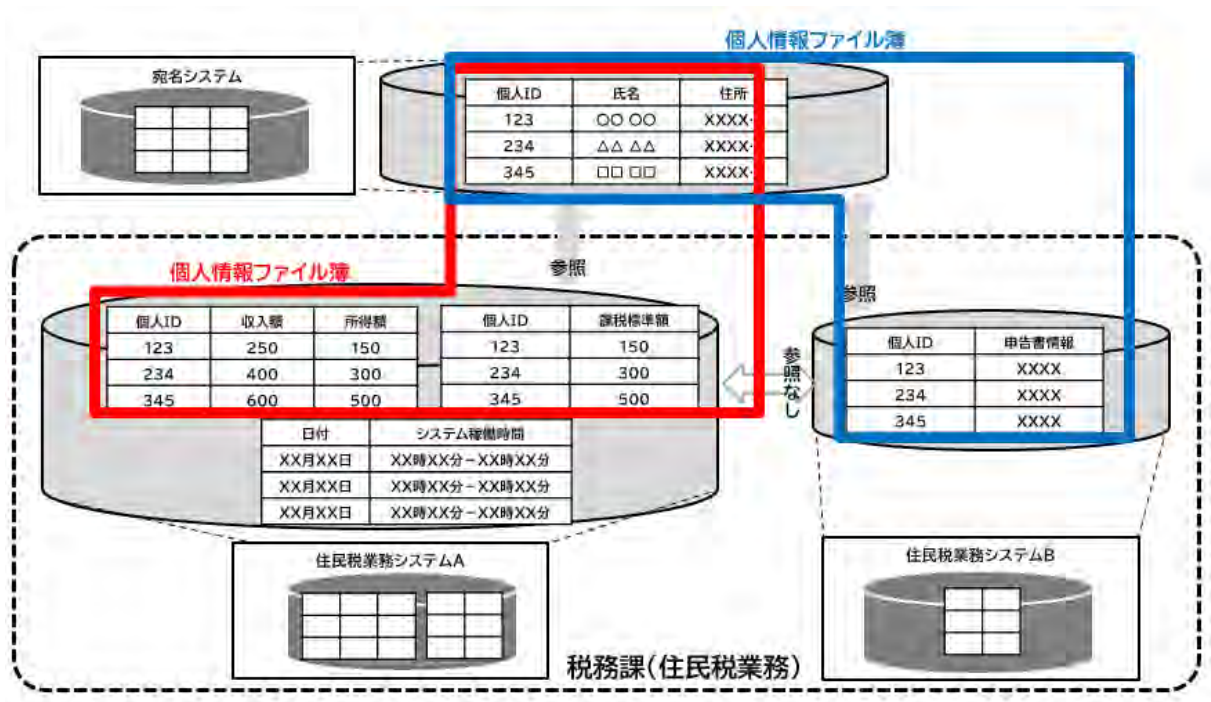 個人情報ファイル簿
宛名システム
個人ID 氏名 住所
123 〇〇 〇〇 XXXX・
234 △△ △△ XXXX・
345 □□ □□ XXXX・
個人情報ファイル簿
参照
参照
個人ID 収入額 所得額
123 250 150
234 400 300
345 600 500
個人ID 課税標準額
123 150
234 300
345 500
参照なし
個人ID 申告書情報
123 XXXX
234 XXXX
345 XXXX
日付 システム稼働時間
XX月XX日 XX時XX分－XX時XX分
XX月XX日 XX時XX分－XX時XX分
XX月XX日 XX時XX分－XX時XX分
住民税業務システムA
住民税業務システムB
税務課(住民税業務)